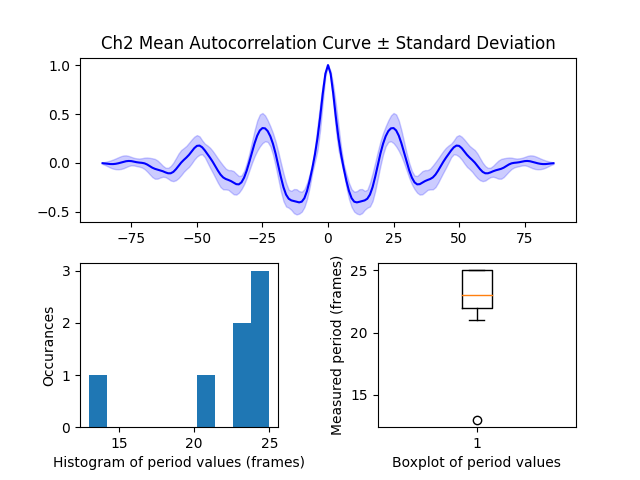 Ch2 Mean Autocorrelation Curve ± Standard Deviation
1.0
0.5
0.0
−0.5
−75 −50 −25 0 25 50 75
3
2
1
0
Occurances
15 20 25
Histogram of period values (frames)
25
20
15
Measured period (frames)
1
Boxplot of period values